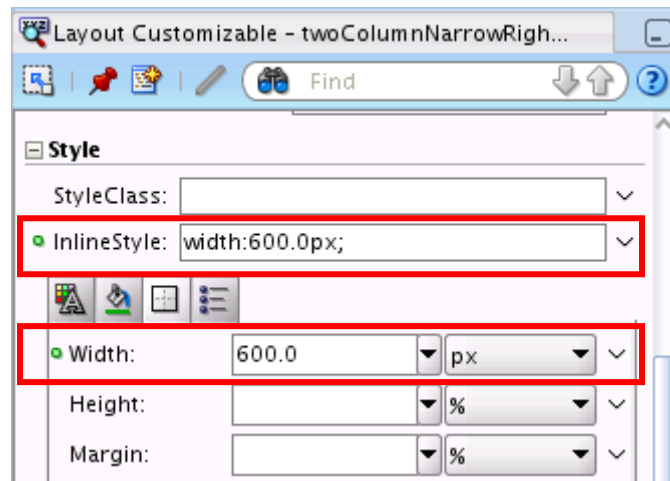 Layout Customizable - twoColumnNarrowRigh...
Find
Style
StyleClass:
InlineStyle: width:600.0px;
Width: 600.0 px
Height: %
Margin: %